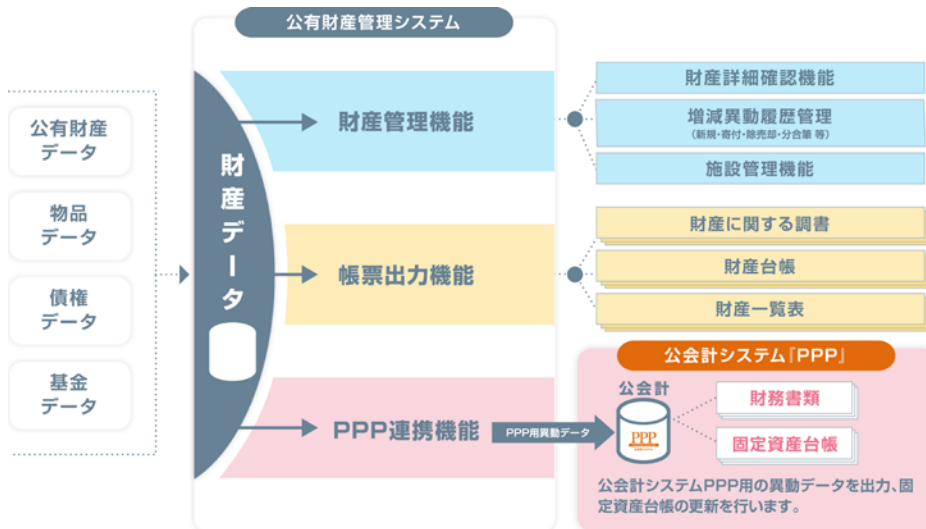 公有財産管理システム
公有財産
データ
物品
データ
債権
データ
基金
データ
財産データ
財産管理機能
財産詳細確認機能
増減異動履歴管理
(新規・寄付・除売却・分合筆 等)
施設管理機能
帳票出力機能
財産に関する調書
財産台帳
財産一覧表
PPP連携機能
PPP用異動データ
公会計システム『PPP』
公会計
PPP
財務書類
固定資産台帳
公会計システムPPP用の異動データを出力、固
定資産台帳の更新を行います。